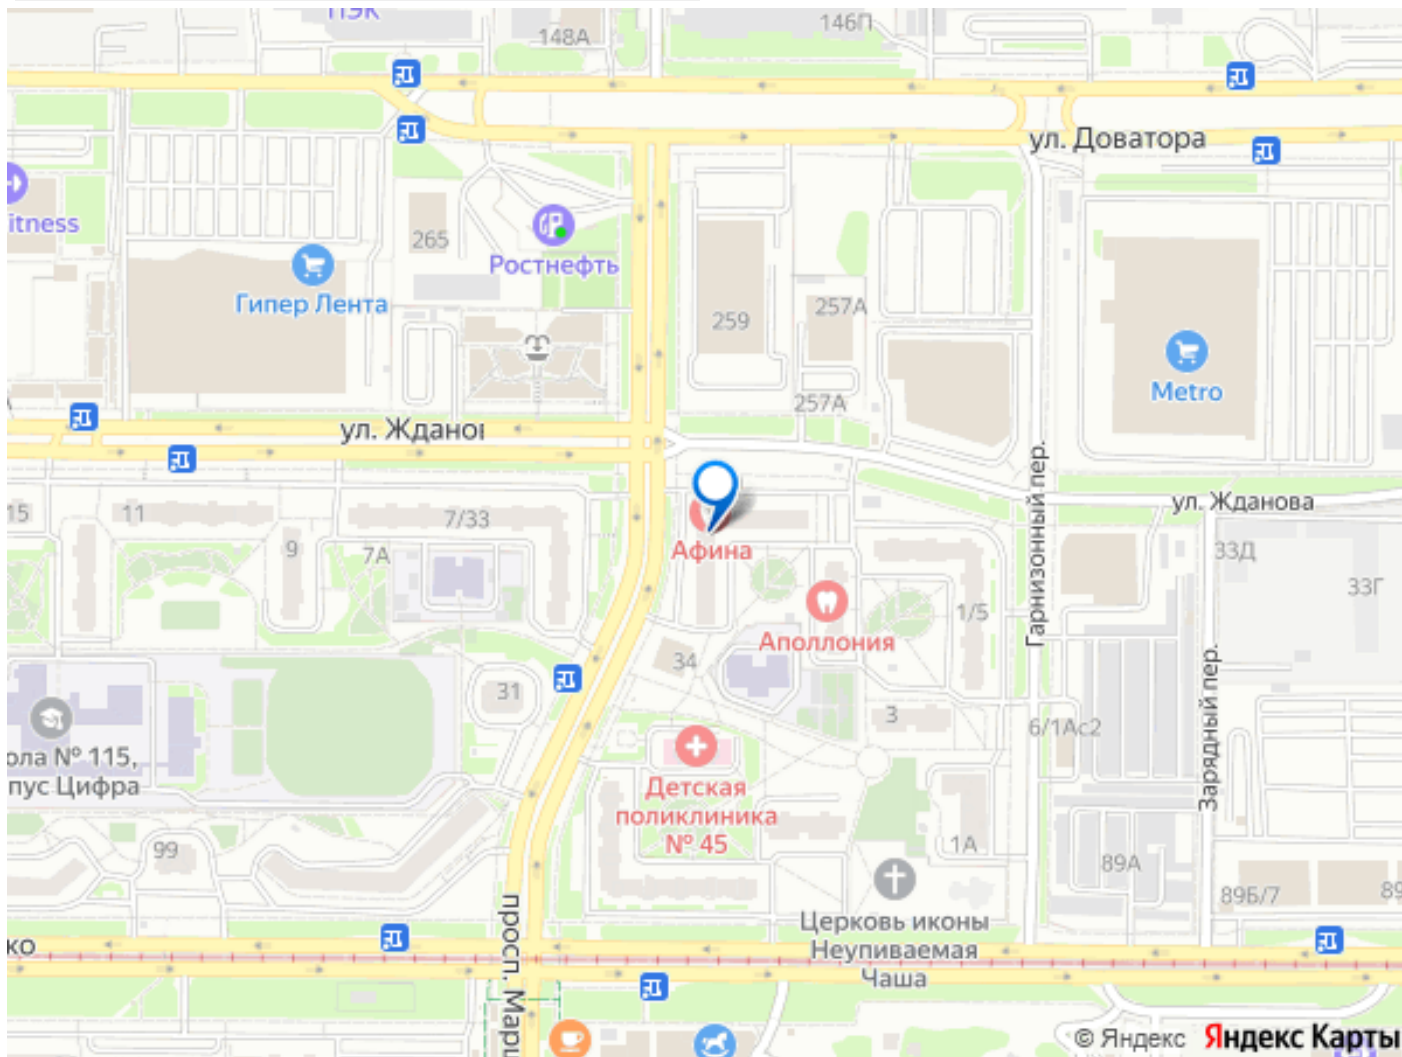 ПЭК
148А
146П
ул. Доватора
itness
265
Ростнефть
Гипер Лента
259
257А
Metro
257А
ул. Жданов
ул. Жданова
15
11
7/33
9
7А
Афина
33Д
33Г
Гарнизонный пер.
1/5
Аполлония
34
31
3
6/1Ас2
Зарядный пер.
ола № 115,
пус Цифра
Детская
поликлиника
№ 45
99
1А
89А
89Б/7
89
Церковь иконы
Неупиваемая
Чаша
ко
просп. Марш
© Яндекс Яндекс Карты